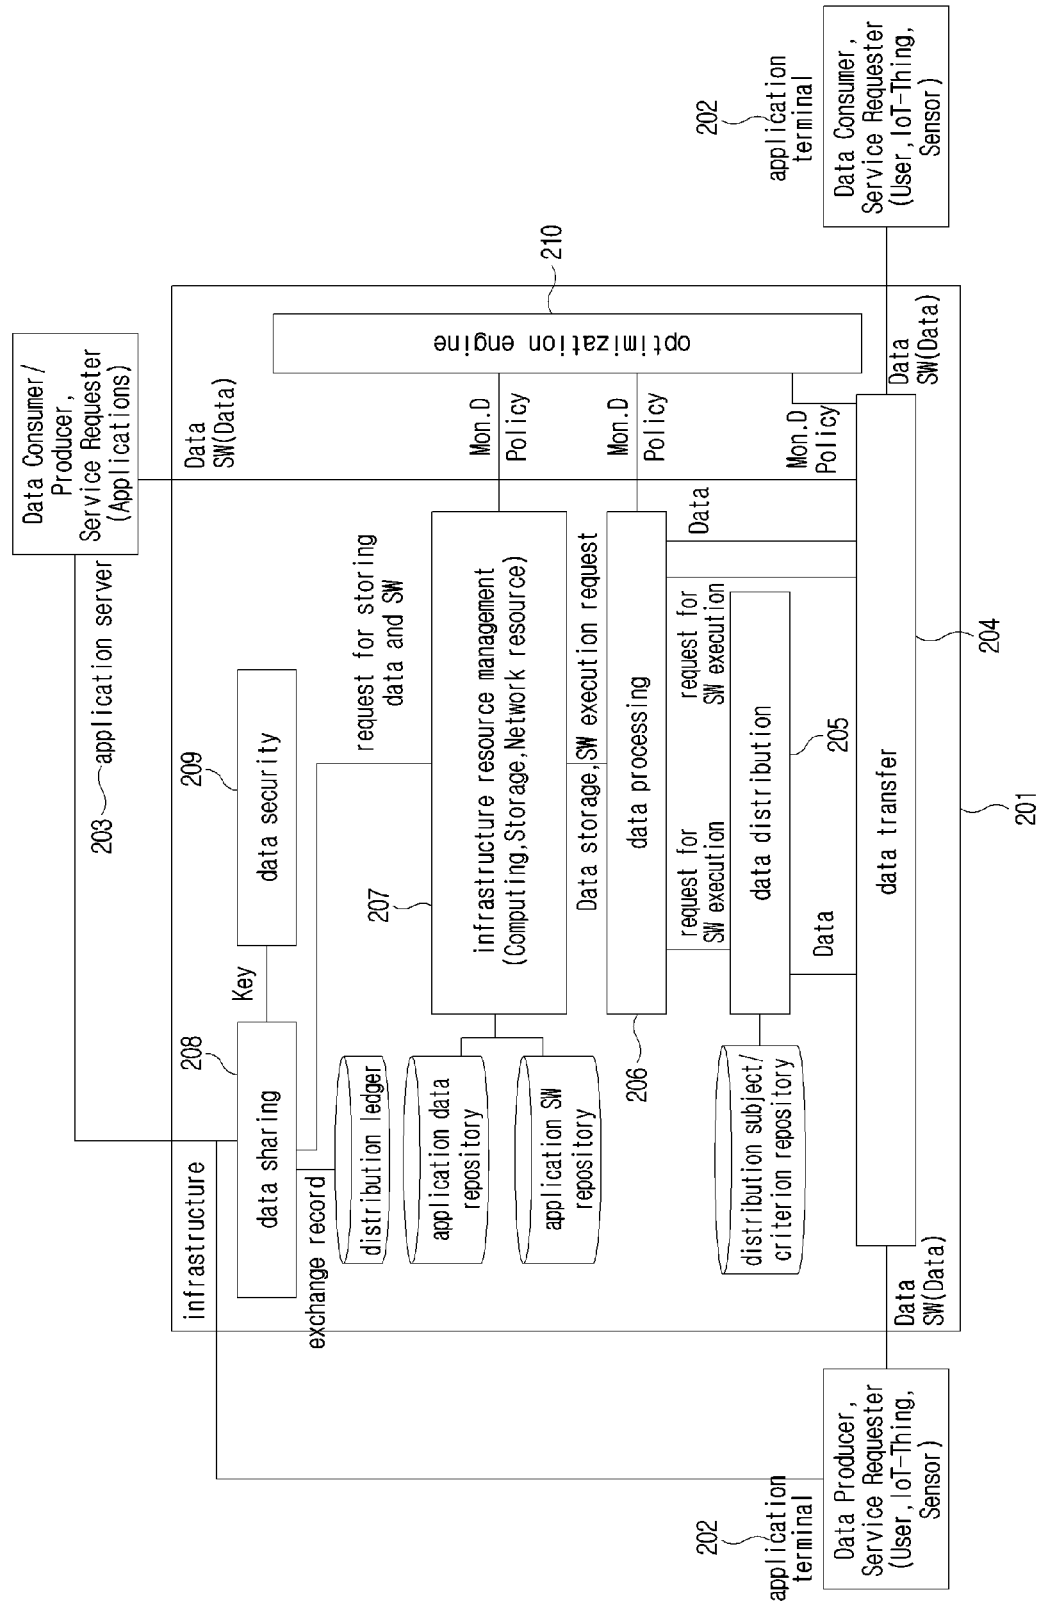 Data Consumer/
Producer,
Service Requester
(Applications)
203
application server
infrastructure
Data
SW(Data)
208
data sharing
Key
209
data security
210
optimization engine
exchange record
distribution ledger
request for storing
data and SW
207
infrastructure resource management
(Computing,Storage,Network resource)
Mon.D
Policy
application data
repository
application SW
repository
Data storage,SW execution request
206
data processing
Mon.D
Policy
request for
SW execution
request for
SW execution
Data
distribution subject/
criterion repository
data distribution
205
Data
Mon.D
Policy
data transfer
204
201
Data
SW(Data)
Data
SW(Data)
202
application
terminal
Data Producer,
Service Requester
(User,IoT-Thing,
Sensor)
202
application
terminal
Data Consumer,
Service Requester
(User,IoT-Thing,
Sensor)